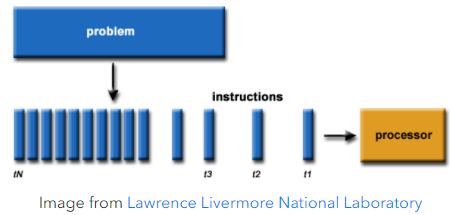 problem
instructions
processor
tN t3 t2 t1
Image from Lawrence Livermore National Laboratory